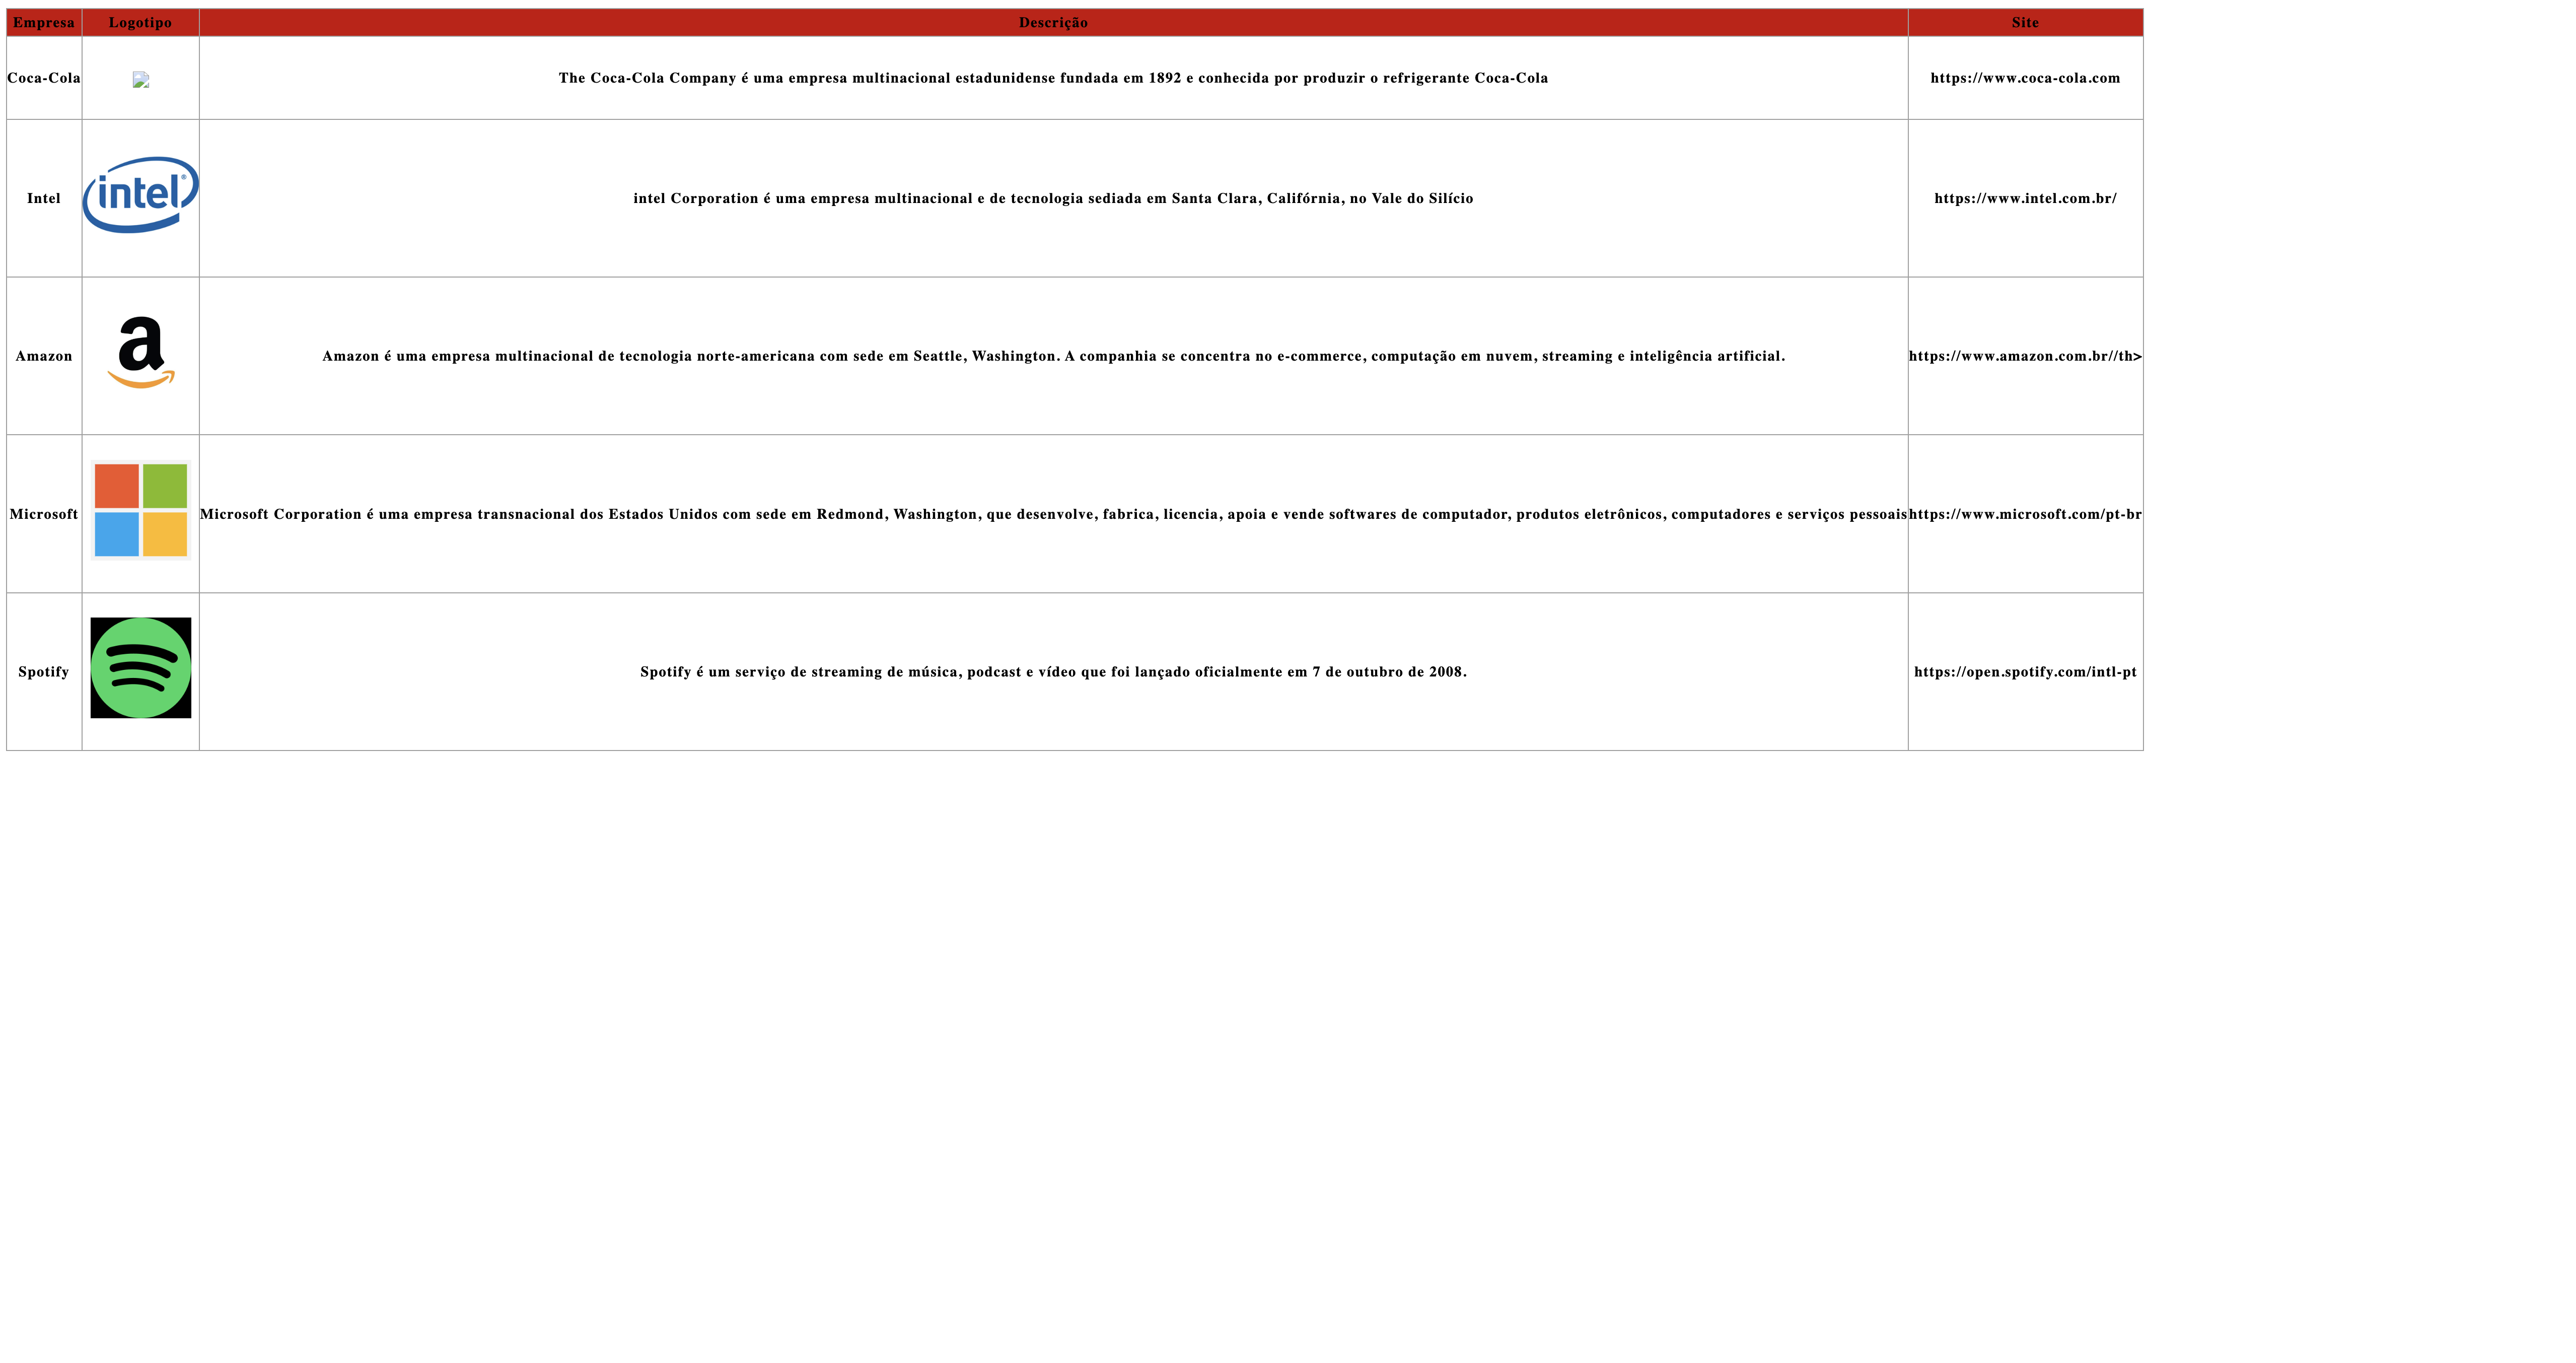 Empresa Logotipo Descrição Site
Coca-Cola The Coca-Cola Company é uma empresa multinacional estadunidense fundada em 1892 e conhecida por produzir o refrigerante Coca-Cola https://www.coca-cola.com
Intel intel® intel Corporation é uma empresa multinacional e de tecnologia sediada em Santa Clara, Califórnia, no Vale do Silício https://www.intel.com.br/
Amazon a Amazon é uma empresa multinacional de tecnologia norte-americana com sede em Seattle, Washington. A companhia se concentra no e-commerce, computação em nuvem, streaming e inteligência artificial. https://www.amazon.com.br//th>
Microsoft Microsoft Corporation é uma empresa transnacional dos Estados Unidos com sede em Redmond, Washington, que desenvolve, fabrica, licencia, apoia e vende softwares de computador, produtos eletrônicos, computadores e serviços pessoais https://www.microsoft.com/pt-br
Spotify Spotify é um serviço de streaming de música, podcast e vídeo que foi lançado oficialmente em 7 de outubro de 2008. https://open.spotify.com/intl-pt